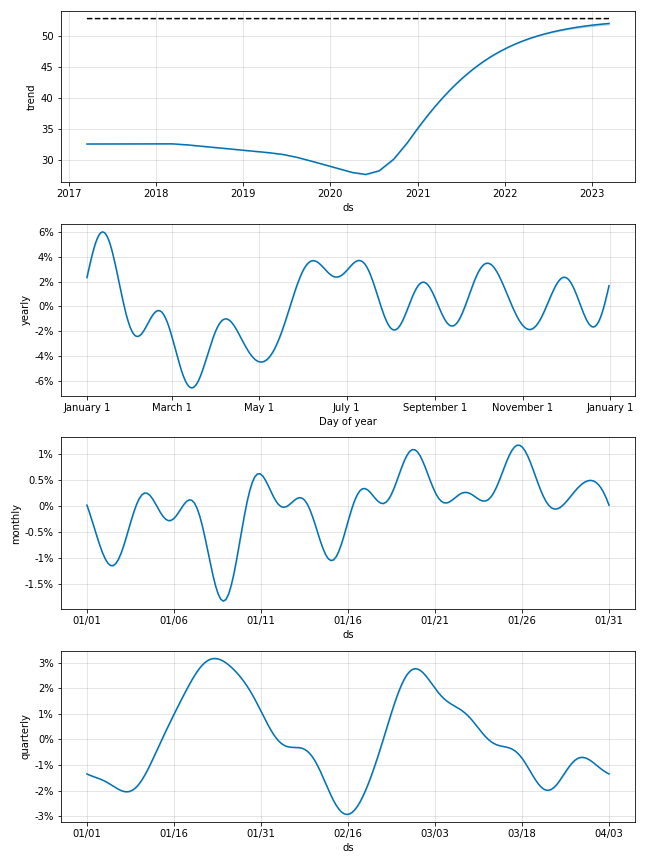 50
45
40
35
30
trend
2017 2018 2019 2020 2021 2022 2023
ds
6%
4%
2%
0%
-2%
-4%
-6%
yearly
January 1 March 1 May 1 July 1 September 1 November 1 January 1
Day of year
1%
0.5%
0%
-0.5%
-1%
-1.5%
monthly
01/01 01/06 01/11 01/16 01/21 01/26 01/31
ds
3%
2%
1%
0%
-1%
-2%
-3%
quarterly
01/01 01/16 01/31 02/16 03/03 03/18 04/03
ds